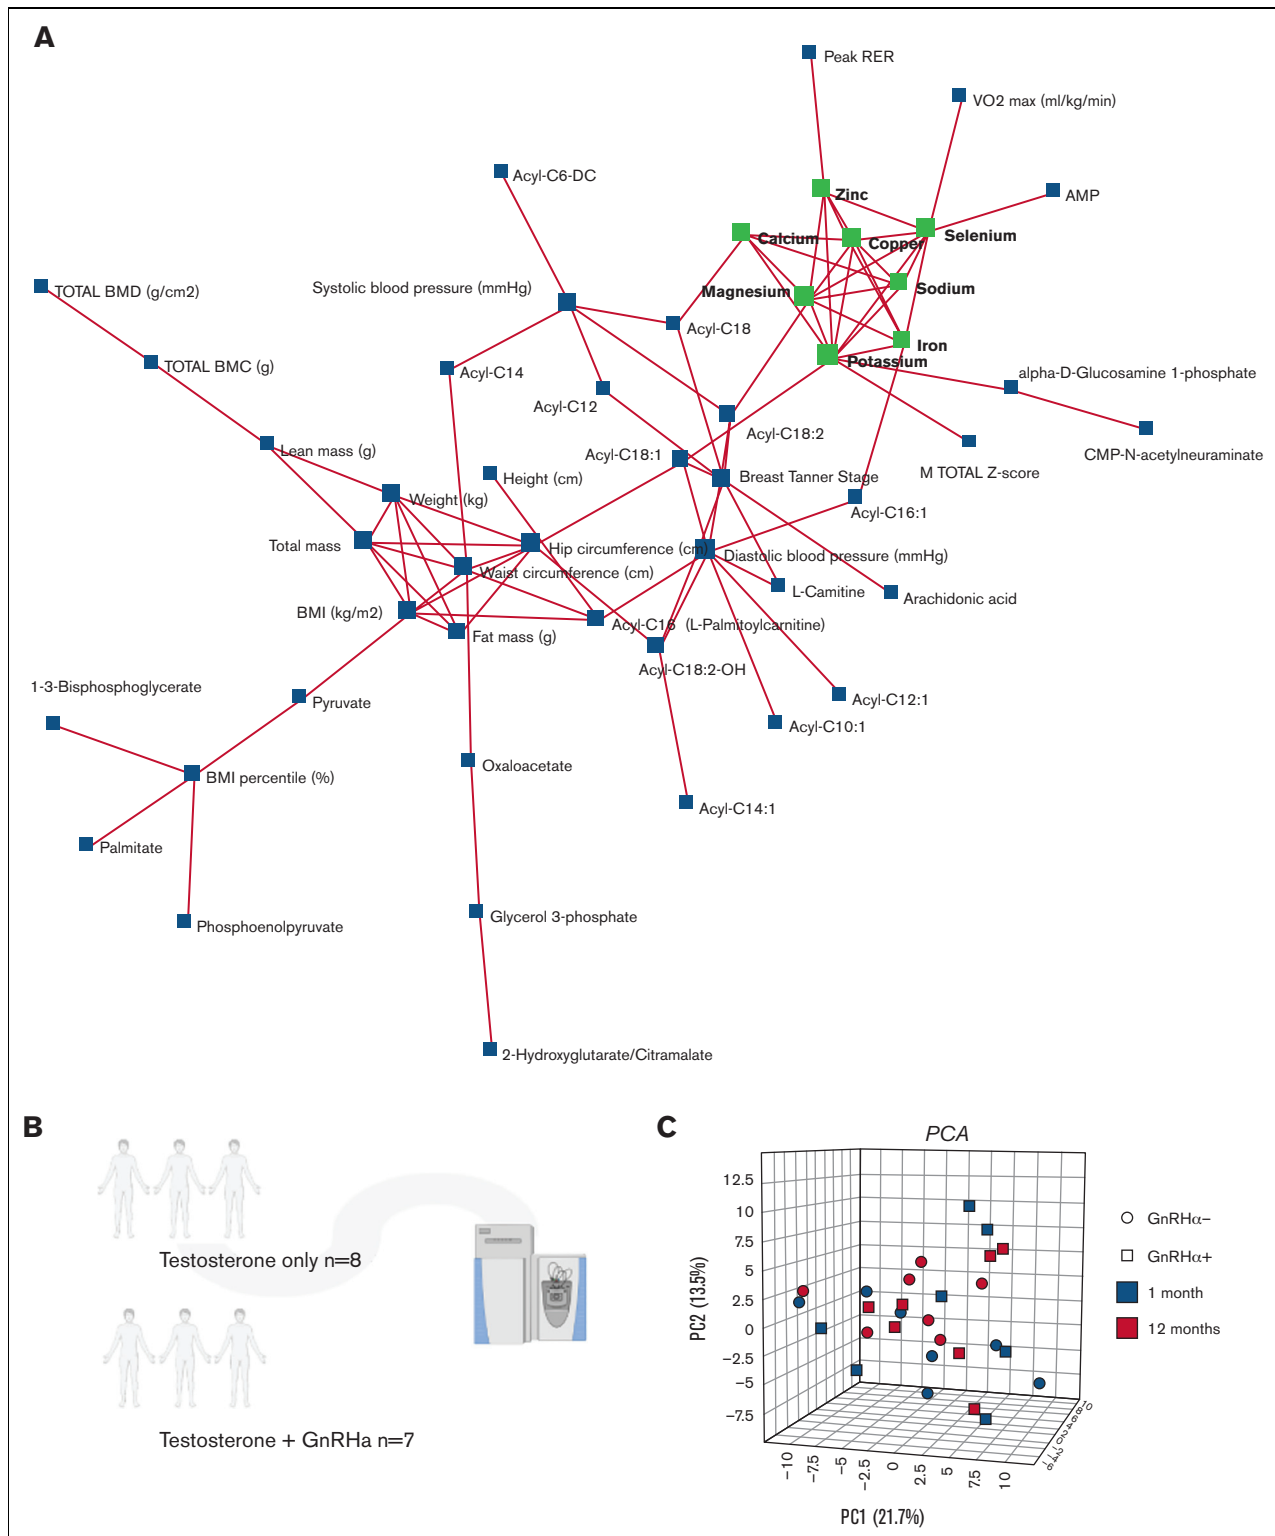 A
Peak RER
VO2 max (ml/kg/min)
Acyl-C6-DC
Zinc
AMP
Calcium
Copper
Selenium
TOTAL BMD (g/cm2)
Systolic blood pressure (mmHg)
Magnesium
Sodium
Acyl-C18
Iron
TOTAL BMC (g)
Acyl-C14
Potassium
alpha-D-Glucosamine 1-phosphate
Acyl-C12
Acyl-C18:2
Lean mass (g)
Acyl-C18:1
CMP-N-acetylneuraminate
Height (cm)
Breast Tanner Stage
M TOTAL Z-score
Weight (kg)
Acyl-C16:1
Total mass
Hip circumference (cm)
Diastolic blood pressure (mmHg)
Waist circumference (cm)
L-Camitine
Arachidonic acid
BMI (kg/m2)
Fat mass (g)
Acyl-C16 (L-Palmitoylcarnitine)
Acyl-C18:2-OH
1-3-Bisphosphoglycerate
Pyruvate
Acyl-C12:1
Acyl-C10:1
Oxaloacetate
BMI percentile (%)
Acyl-C14:1
Palmitate
Glycerol 3-phosphate
Phosphoenolpyruvate
2-Hydroxyglutarate/Citramalate
B
Testosterone only n=8
Testosterone + GnRHa n=7
C
PCA
12.5
10
7.5
5
2.5
0
−2.5
−5
−7.5
PC2 (13.5%)
−10
−7.5
−5
−2.5
0
2.5
5
7.5
10
PC1 (21.7%)
GnRHα−
GnRHα+
1 month
12 months